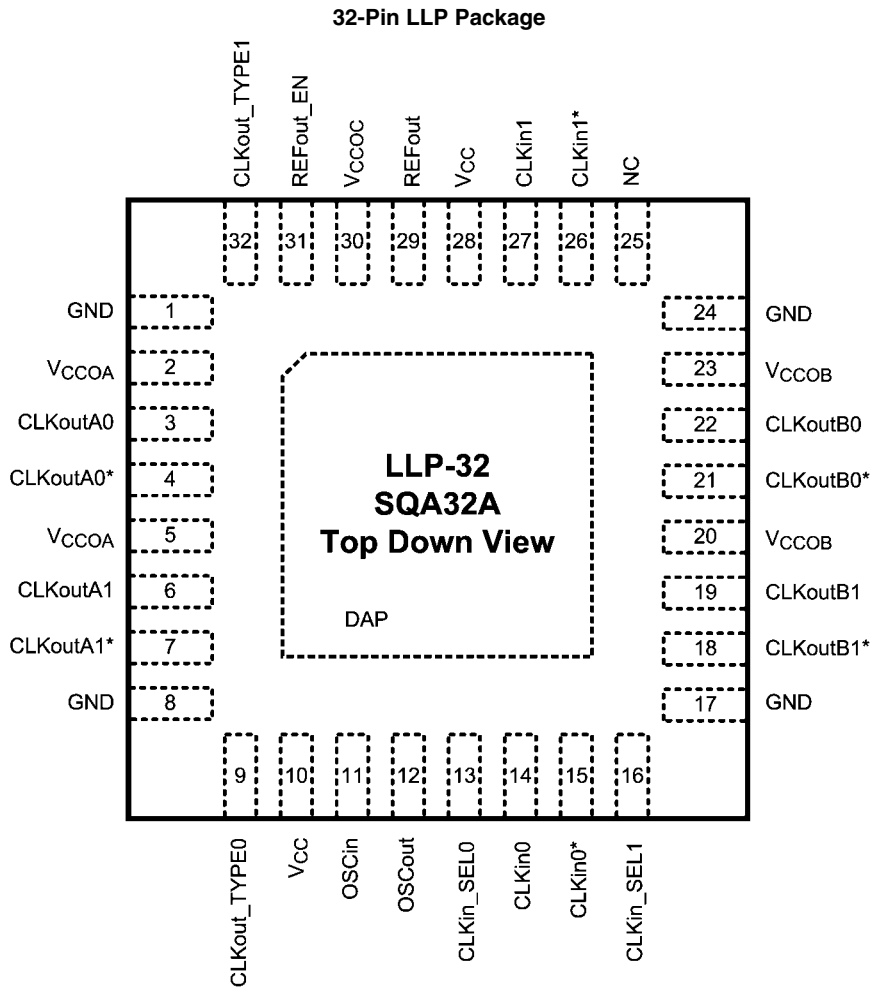 32-Pin LLP Package
CLKout_TYPE1
REFout_EN
VCCOC
REFout
VCC
CLKin1
CLKin1*
NC
32 31 30 29 28 27 26 25
GND 1 24 GND
VCCOA 2 23 VCCOB
CLKoutA0 3 22 CLKoutB0
CLKoutA0* 4 21 CLKoutB0*
VCCOA 5 20 VCCOB
CLKoutA1 6 19 CLKoutB1
CLKoutA1* 7 18 CLKoutB1*
GND 8 17 GND
LLP-32
SQA32A
Top Down View
DAP
9 10 11 12 13 14 15 16
CLKout_TYPE0
VCC
OSCin
OSCout
CLKin_SEL0
CLKin0
CLKin0*
CLKin_SEL1